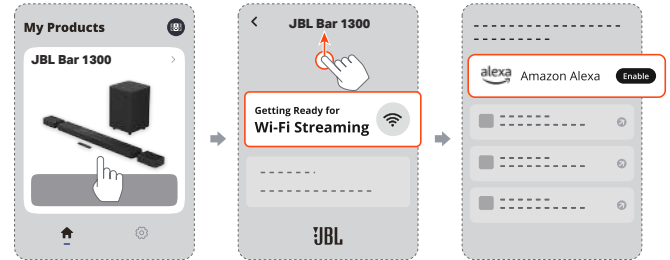 My Products
JBL Bar 1300
JBL Bar 1300
Getting Ready for
Wi-Fi Streaming
JBL
alexa
Amazon Alexa
Enable